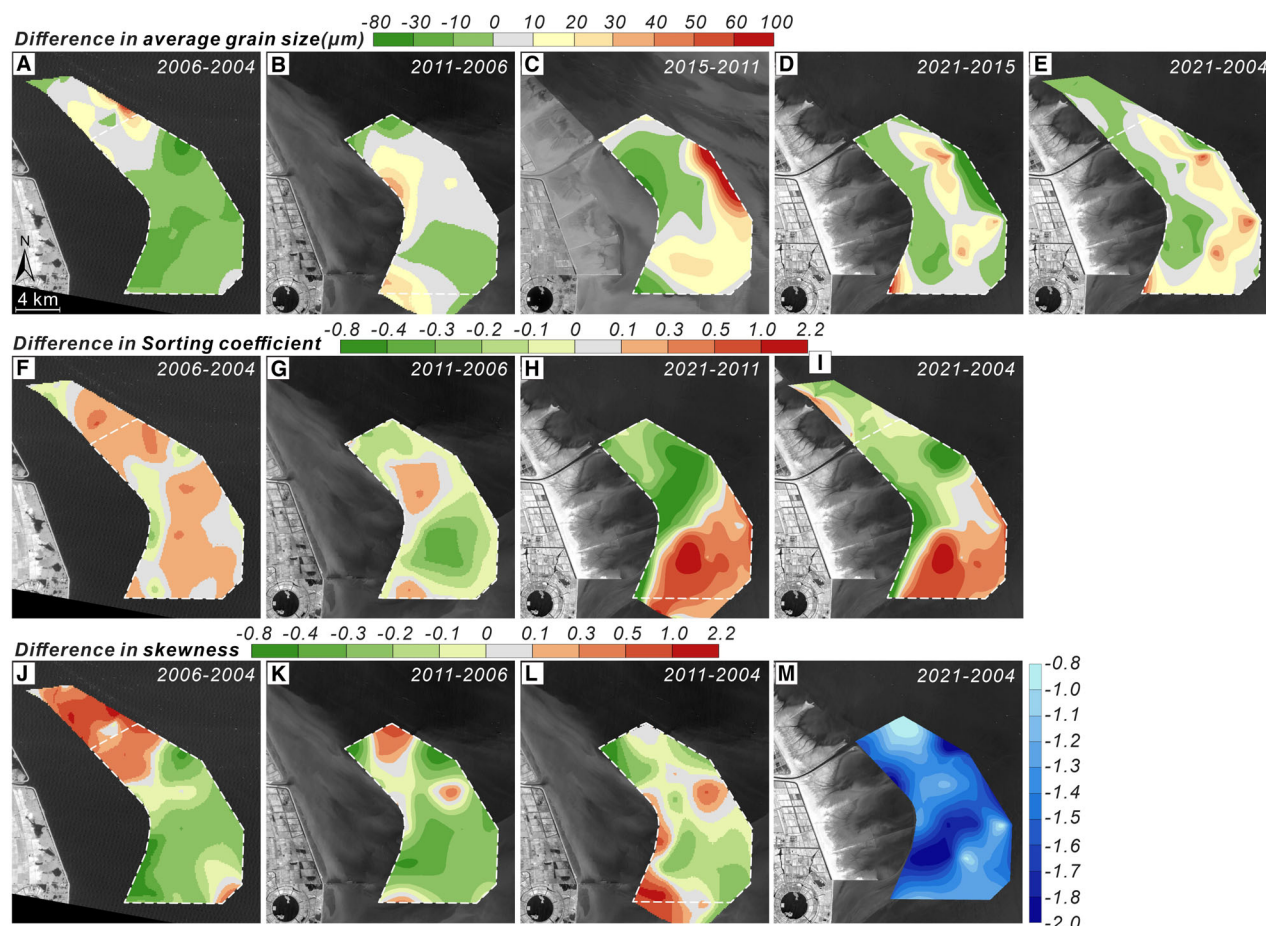 -80 -30 -10 0 10 20 30 50 60 100
Difference in average grain size(μm)
A 2006-2004
B 2011-2006
C 2015-2011
D 2021-2015
E 2021-2004
N
4 km
-0.8 -0.4 -0.3 -0.2 -0.1 0 0.1 0.3 0.5 1.0 2.2
Difference in Sorting coefficient
F 2006-2004
G 2011-2006
H 2021-2011
I 2021-2004
-0.8 -0.4 -0.3 -0.2 -0.1 0 0.1 0.3 0.5 1.0 2.2
Difference in skewness
J 2006-2004
K 2011-2006
L 2011-2004
M 2021-2004
-0.8
-1.0
-1.1
-1.2
-1.3
-1.4
-1.5
-1.6
-1.7
-1.8
-2.0